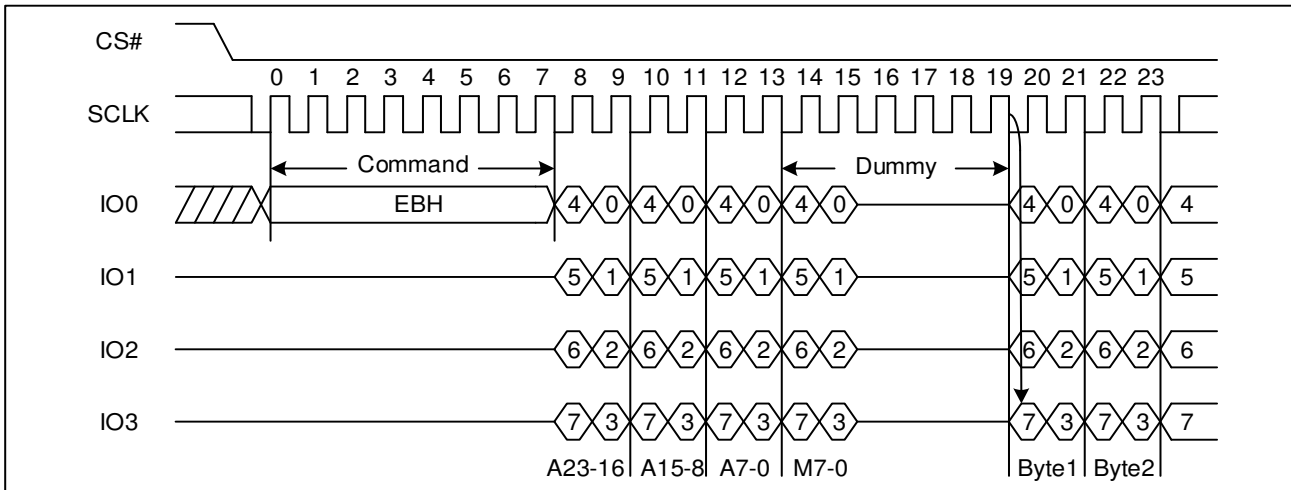 CS#
0 1 2 3 4 5 6 7 8 9 10 11 12 13 14 15 16 17 18 19 20 21 22 23
SCLK
Command Dummy
IO0 EBH 4 0 4 0 4 0 4 0 4 0 4 0 4
IO1 5 1 5 1 5 1 5 1 5 1 5 1 5
IO2 6 2 6 2 6 2 6 2 6 2 6 2 6
IO3 7 3 7 3 7 3 7 3 7 3 7 3 7
A23-16 A15-8 A7-0 M7-0 Byte1 Byte2